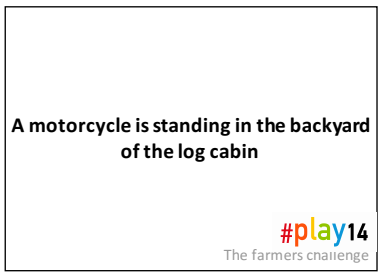 A motorcycle is standing in the backyard
of the log cabin
#play14
The farmers challenge